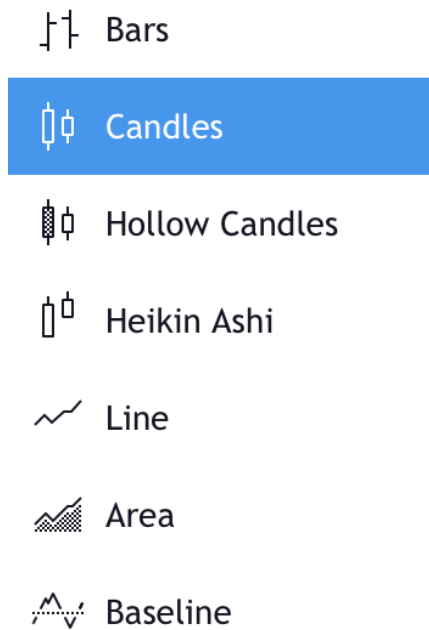 Bars
Candles
Hollow Candles
Heikin Ashi
Line
Area
Baseline